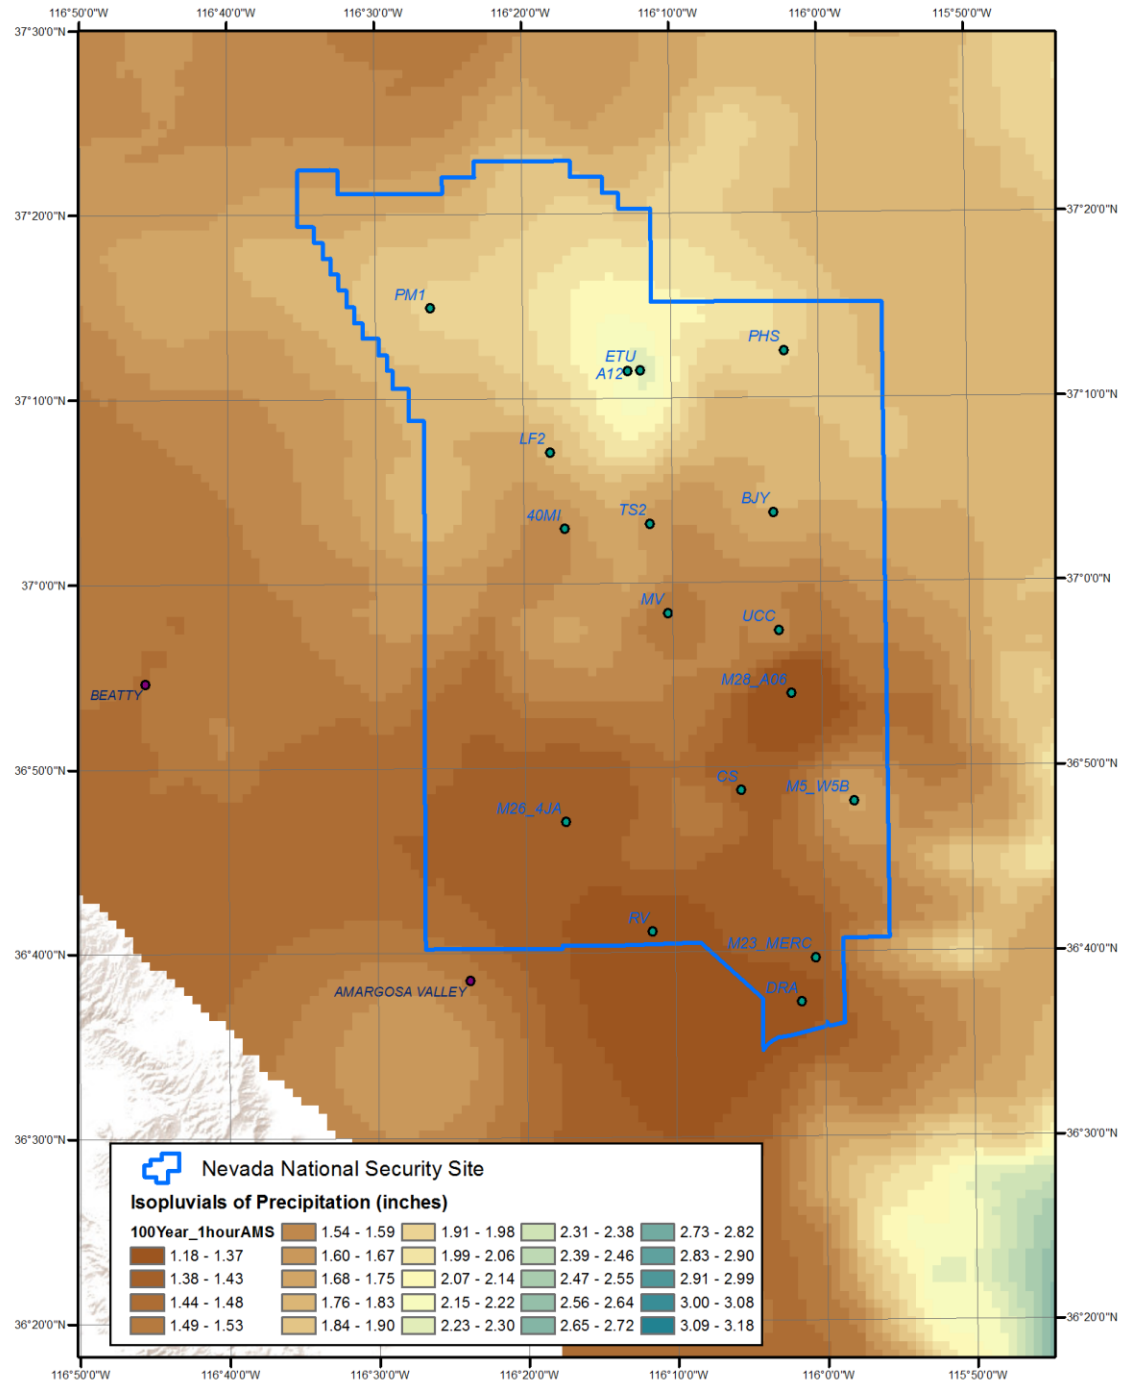 116°50'0"W 116°30'0"W 116°20'0"W 116°10'0"W 116°0'0"W 115°50'0"W
37°30'0"N
37°20'0"N 37°20'0"N
PM1
PHS
ETU
A12
37°10'0"N 37°10'0"N
LF2
BJY
40MI TS2
37°0'0"N 37°0'0"N
MV
UCC
M28_A06
BEATTY
36°50'0"N 36°50'0"N
CS
M5_W5B
M26_4JA
RV
M23_MERC
36°40'0"N 36°40'0"N
AMARGOSA VALLEY
DRA
36°30'0"N 36°30'0"N
Nevada National Security Site
Isopluvials of Precipitation (inches)
100Year_1hourAMS 1.54 - 1.59 1.91 - 1.98 2.31 - 2.38 2.73 - 2.82
1.18 - 1.37 1.60 - 1.67 1.99 - 2.06 2.39 - 2.46 2.83 - 2.90
1.38 - 1.43 1.68 - 1.75 2.07 - 2.14 2.47 - 2.55 2.91 - 2.99
1.44 - 1.48 1.76 - 1.83 2.15 - 2.22 2.56 - 2.64 3.00 - 3.08
1.49 - 1.53 1.84 - 1.90 2.23 - 2.30 2.65 - 2.72 3.09 - 3.18
36°20'0"N 36°20'0"N
116°50'0"W 116°40'0"W 116°30'0"W 116°20'0"W 116°10'0"W 116°0'0"W 115°50'0"W